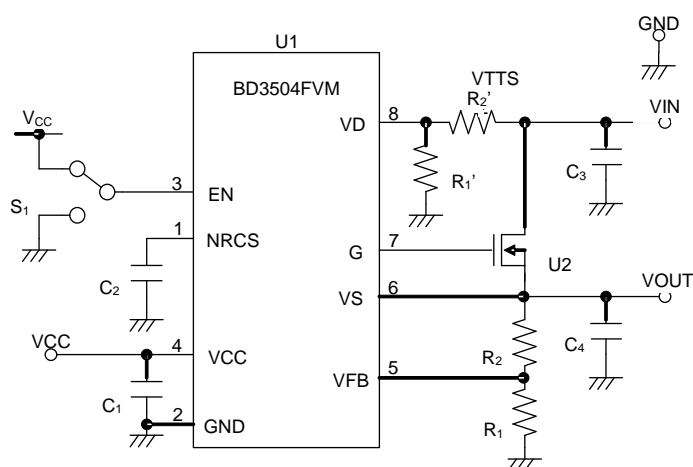 GND
U1
BD3504FVM
VTTS
R₂'
VIN
V_CC
VD
8
R₁'
C₃
3
EN
S₁
1
NRCS
G
7
U2
C₂
VS
6
VOUT
VCC
4
VCC
R₂
C₄
VFB
5
C₁
2
GND
R₁